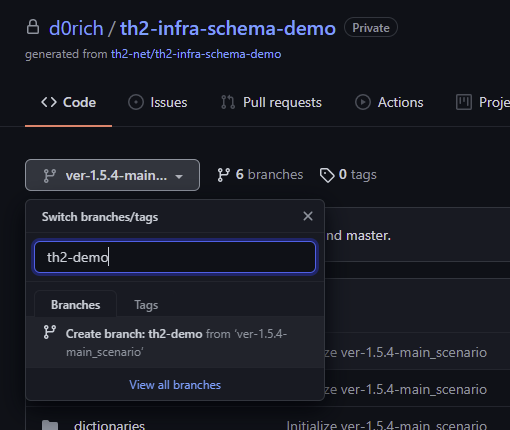 d0rich / th2-infra-schema-demo Private
generated from th2-net/th2-infra-schema-demo
Code Issues Pull requests Actions Proje
ver-1.5.4-main... 6 branches 0 tags
Switch branches/tags
nd master.
th2-demo
Branches Tags
Create branch: th2-demo from 'ver-1.5.4-
main_scenario'
ze ver-1.5.4-main_scenario
View all branches
ze ver-1.5.4-main_scenario
dictionaries Initialize ver-1.5.4-main_scenario